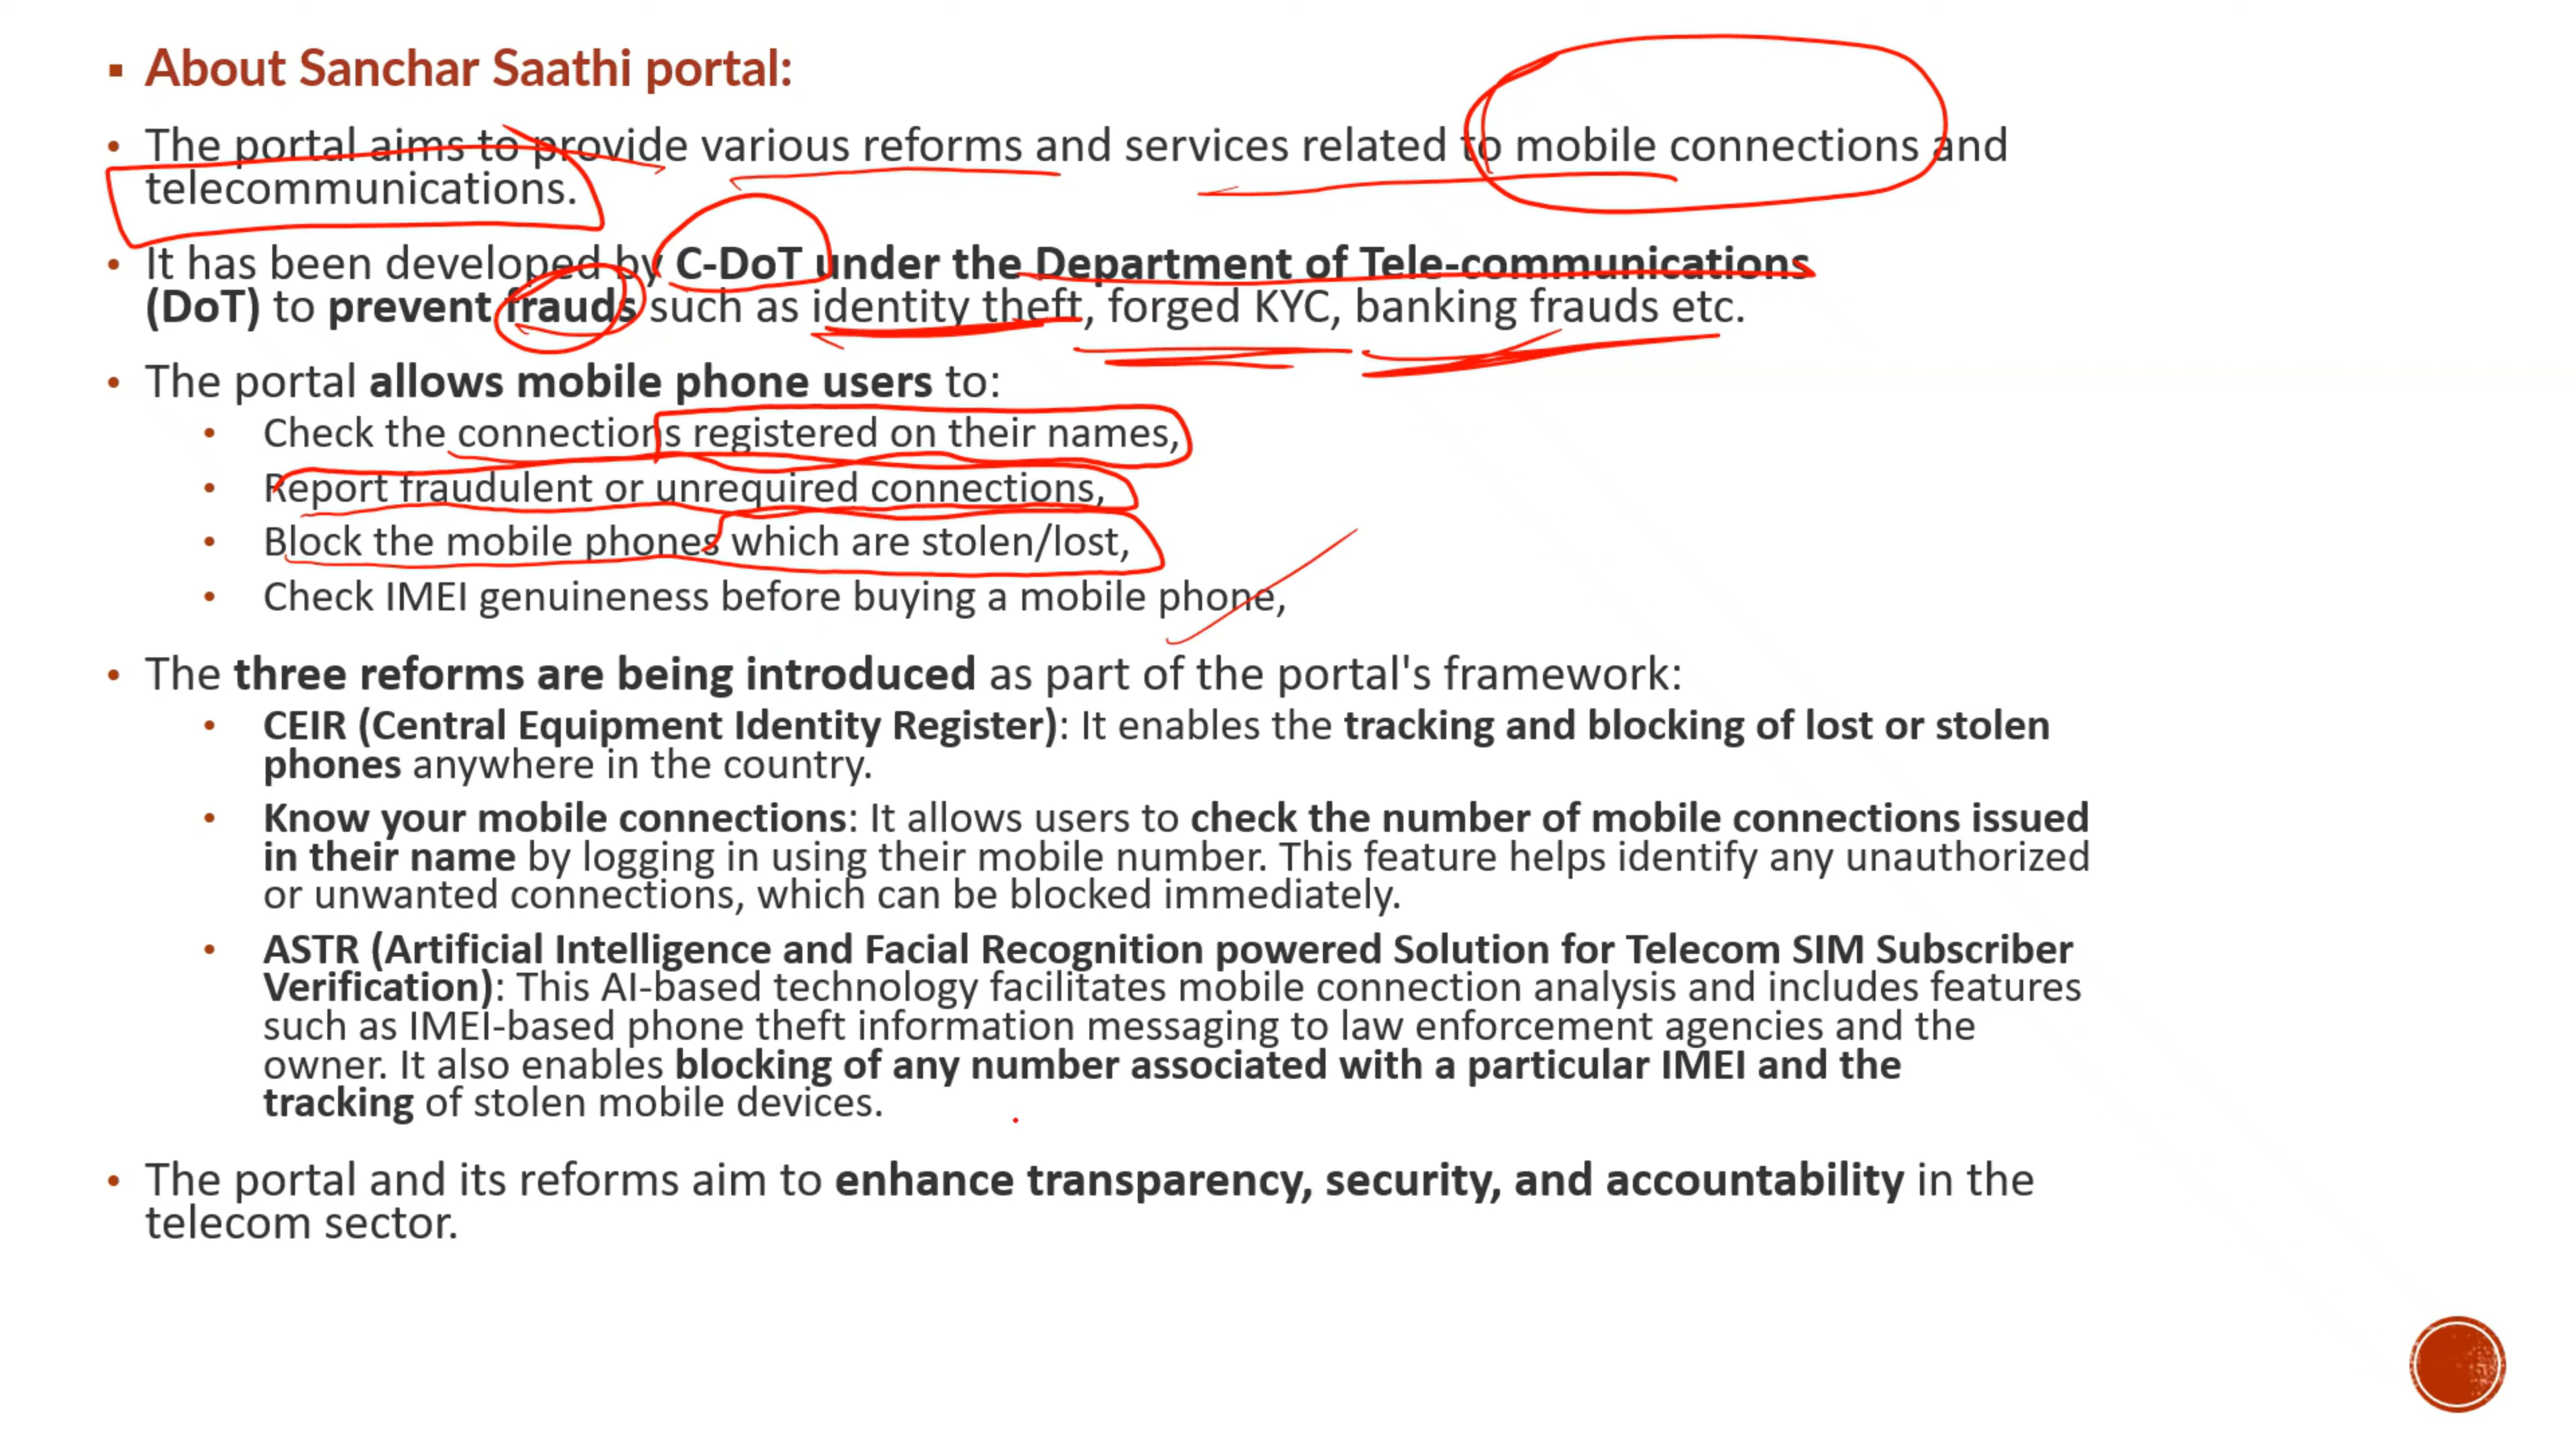 ▪ About Sanchar Saathi portal:
• The portal aims to provide various reforms and services related to mobile connections and
telecommunications.
• It has been developed by C-DoT under the Department of Tele-communications
(DoT) to prevent frauds such as identity theft, forged KYC, banking frauds etc.
• The portal allows mobile phone users to:
• Check the connections registered on their names,
• Report fraudulent or unrequired connections,
• Block the mobile phones which are stolen/lost,
• Check IMEI genuineness before buying a mobile phone,
• The three reforms are being introduced as part of the portal's framework:
• CEIR (Central Equipment Identity Register): It enables the tracking and blocking of lost or stolen
phones anywhere in the country.
• Know your mobile connections: It allows users to check the number of mobile connections issued
in their name by logging in using their mobile number. This feature helps identify any unauthorized
or unwanted connections, which can be blocked immediately.
• ASTR (Artificial Intelligence and Facial Recognition powered Solution for Telecom SIM Subscriber
Verification): This AI-based technology facilitates mobile connection analysis and includes features
such as IMEI-based phone theft information messaging to law enforcement agencies and the
owner. It also enables blocking of any number associated with a particular IMEI and the
tracking of stolen mobile devices.
• The portal and its reforms aim to enhance transparency, security, and accountability in the
telecom sector.